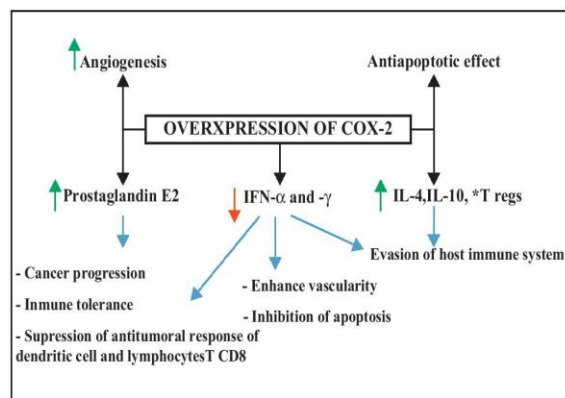 Angiogenesis
Antiapoptotic effect
OVERXPRESSION OF COX-2
Prostaglandin E2
IFN-α and -γ
IL-4,IL-10, *T regs
- Cancer progression
- Inmune tolerance
- Supression of antitumoral response of
dendritic cell and lymphocytesT CD8
- Enhance vascularity
- Inhibition of apoptosis
Evasion of host immune system